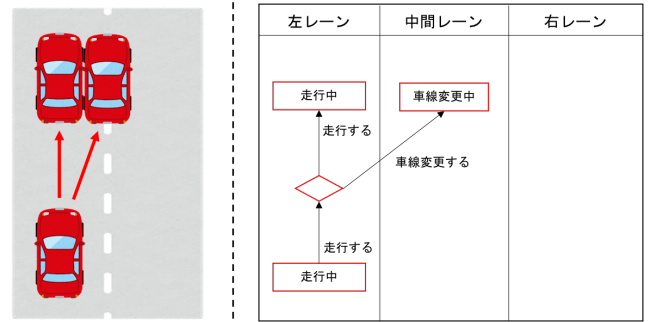 左レーン 中間レーン 右レーン
走行中 車線変更中
走行する
車線変更する
走行する
走行中